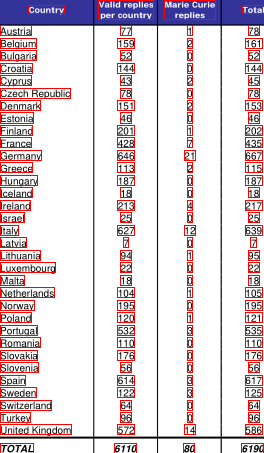 Country Valid replies per country Marie Curie replies Total
Austria 77 1 78
Belgium 159 2 161
Bulgaria 52 0 52
Croatia 144 0 144
Cyprus 43 2 45
Czech Republic 78 0 78
Denmark 151 2 153
Estonia 46 0 46
Finland 201 1 202
France 428 7 435
Germany 646 21 667
Greece 113 2 115
Hungary 187 0 187
Iceland 18 0 18
Ireland 213 4 217
Israel 25 0 25
Italy 627 12 639
Latvia 7 0 7
Lithuania 94 1 95
Luxembourg 22 0 22
Malta 18 0 18
Netherlands 104 1 105
Norway 195 0 195
Poland 120 1 121
Portugal 532 3 535
Romania 110 0 110
Slovakia 176 0 176
Slovenia 56 0 56
Spain 614 3 617
Sweden 122 3 125
Switzerland 64 0 64
Turkey 96 0 96
United Kingdom 572 14 586
TOTAL 6110 80 6190